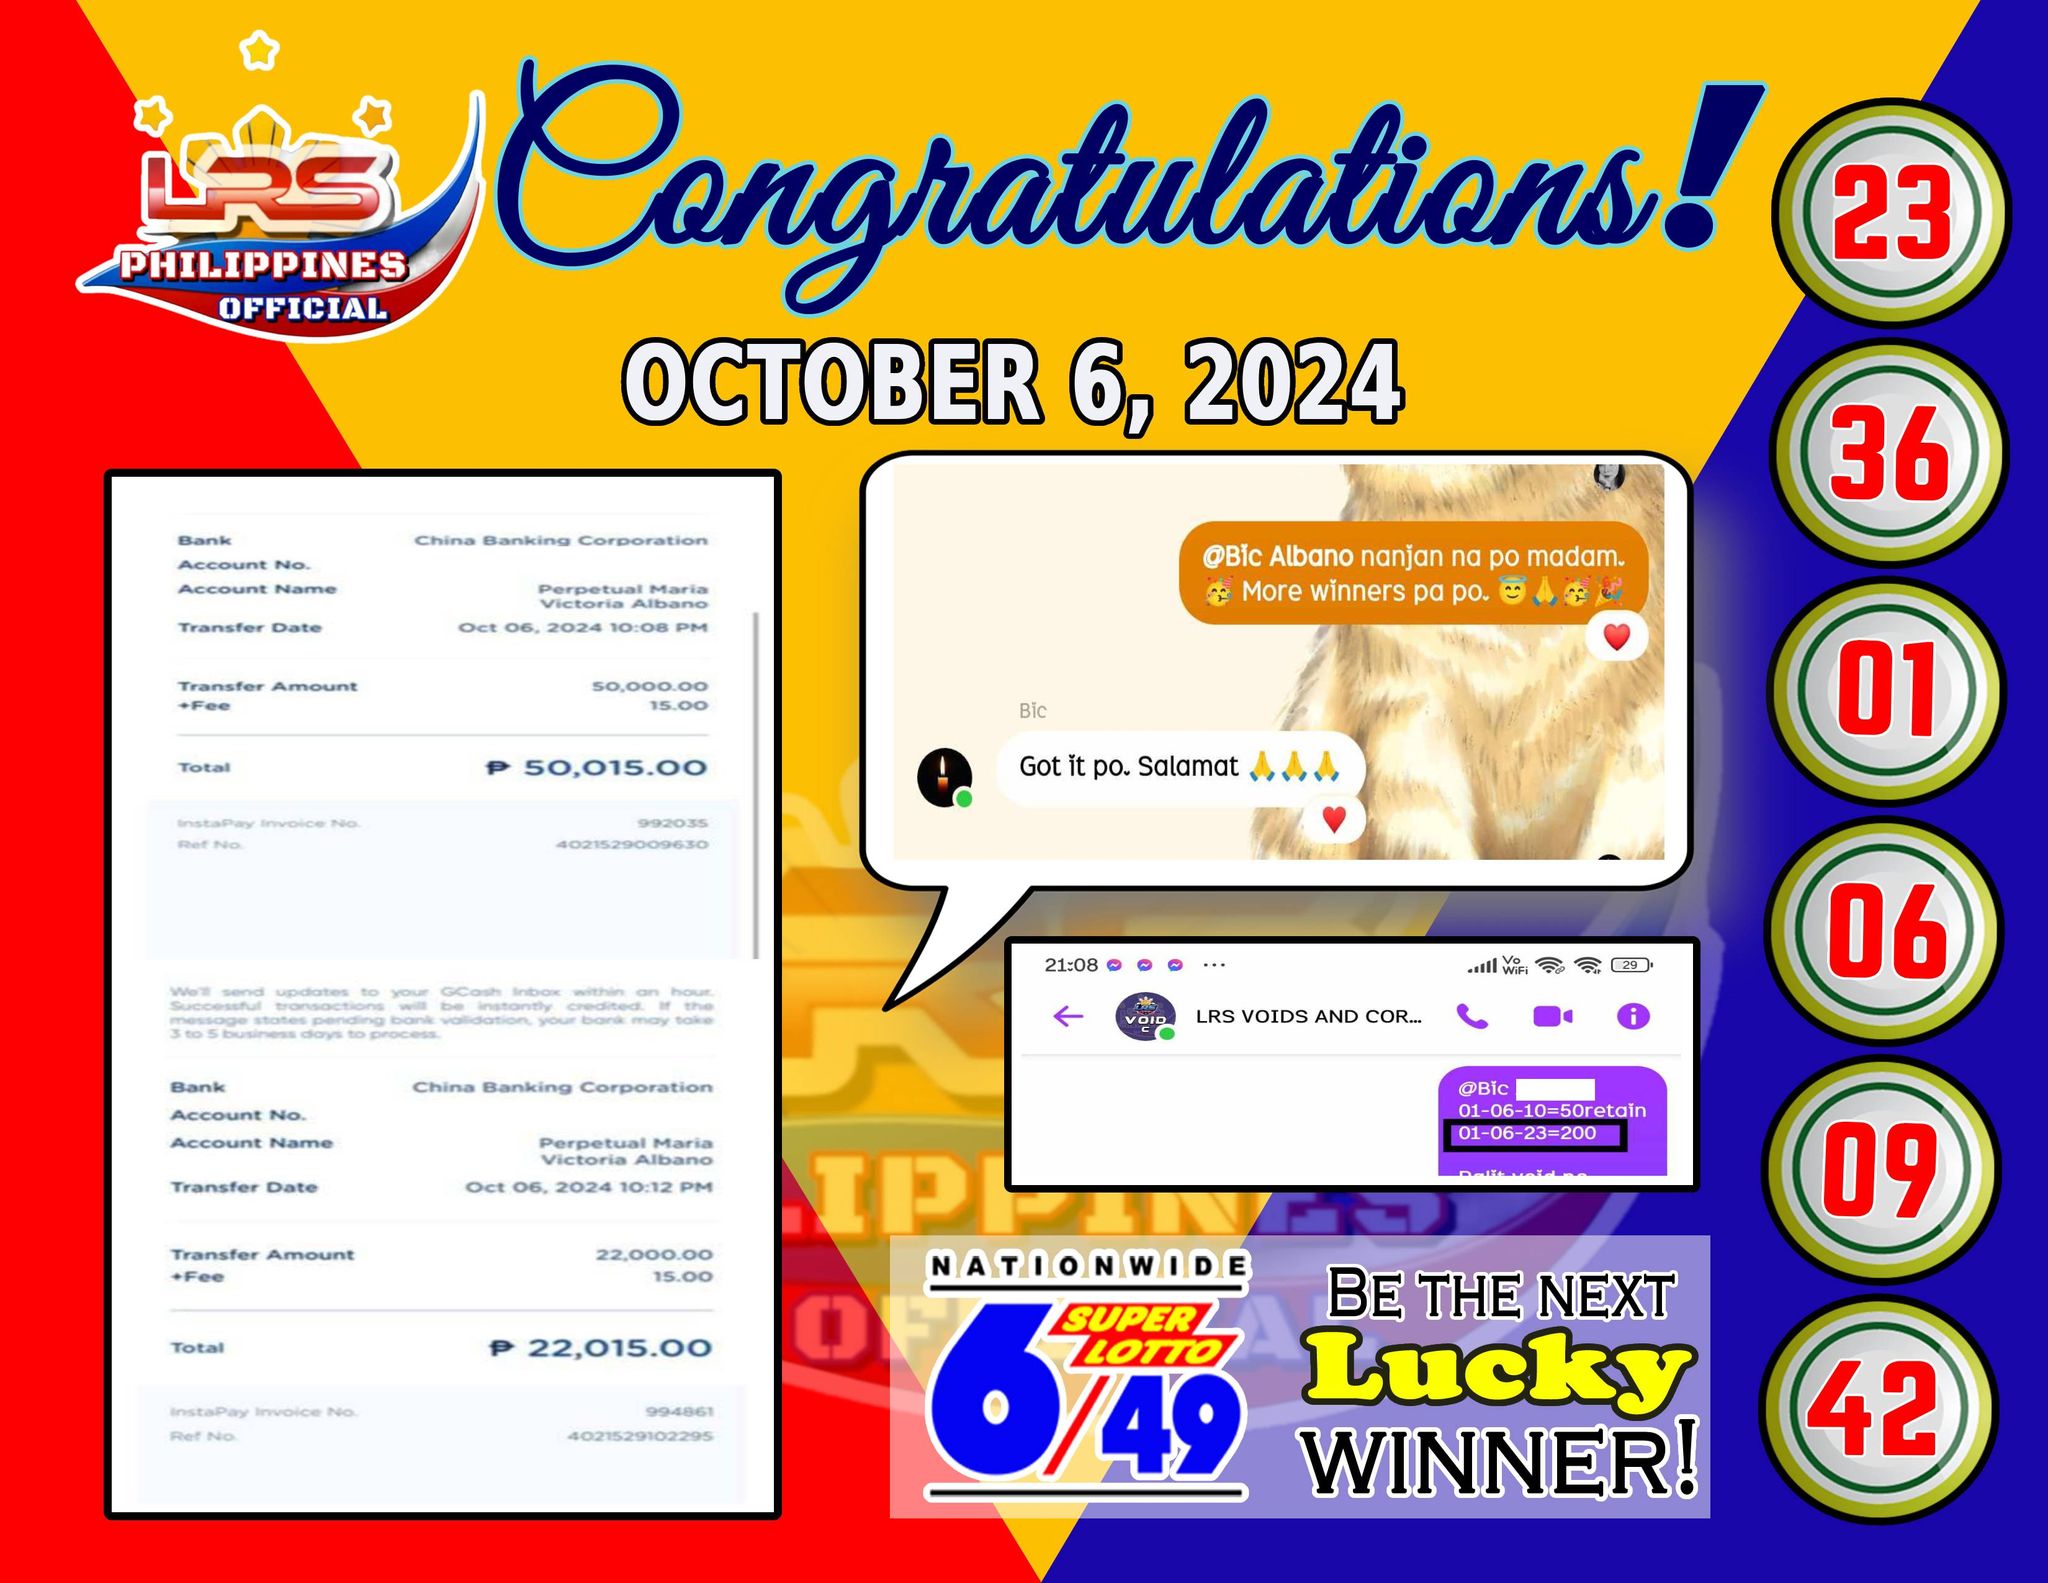 LRS
PHILIPPINES
OFFICIAL
Congratulations!
OCTOBER 6, 2024
Bank China Banking Corporation
Account No.
Account Name Perpetual Maria
Victoria Albano
Transfer Date Oct 06, 2024 10:08 PM
Transfer Amount 50,000.00
+Fee 15.00
Total ₱ 50,015.00
InstaPay Invoice No. 992035
Ref No. 4021529009630
We'll send updates to your GCash Inbox within an hour.
Successful transactions will be instantly credited. If the
message states pending bank validation, your bank may take
3 to 5 business days to process.
Bank China Banking Corporation
Account No.
Account Name Perpetual Maria
Victoria Albano
Transfer Date Oct 06, 2024 10:12 PM
Transfer Amount 22,000.00
+Fee 15.00
Total ₱ 22,015.00
InstaPay Invoice No. 994861
Ref No. 4021529102295
@Bic Albano nanjan na po madam.
🥳 More winners pa po. 😇🙏🥳🎉
Bic
Got it po. Salamat 🙏🙏🙏
21:08 ... Vo WiFi 29
VOID
C
LRS VOIDS AND COR...
@Bic
01-06-10=50retain
01-06-23=200
NATIONWIDE
6/49
SUPER
LOTTO
BE THE NEXT
Lucky
WINNER!
23
36
01
06
09
42